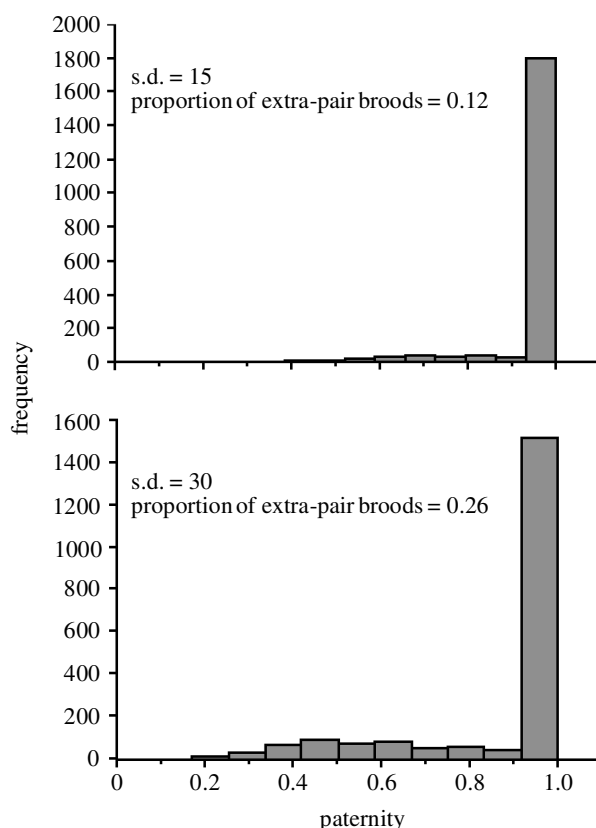 2000
1800
1600
1400
1200
1000
800
600
400
200
0
s.d. = 15
proportion of extra-pair broods = 0.12
frequency
1600
1400
1200
1000
800
600
400
200
0
s.d. = 30
proportion of extra-pair broods = 0.26
0 0.2 0.4 0.6 0.8 1.0
paternity